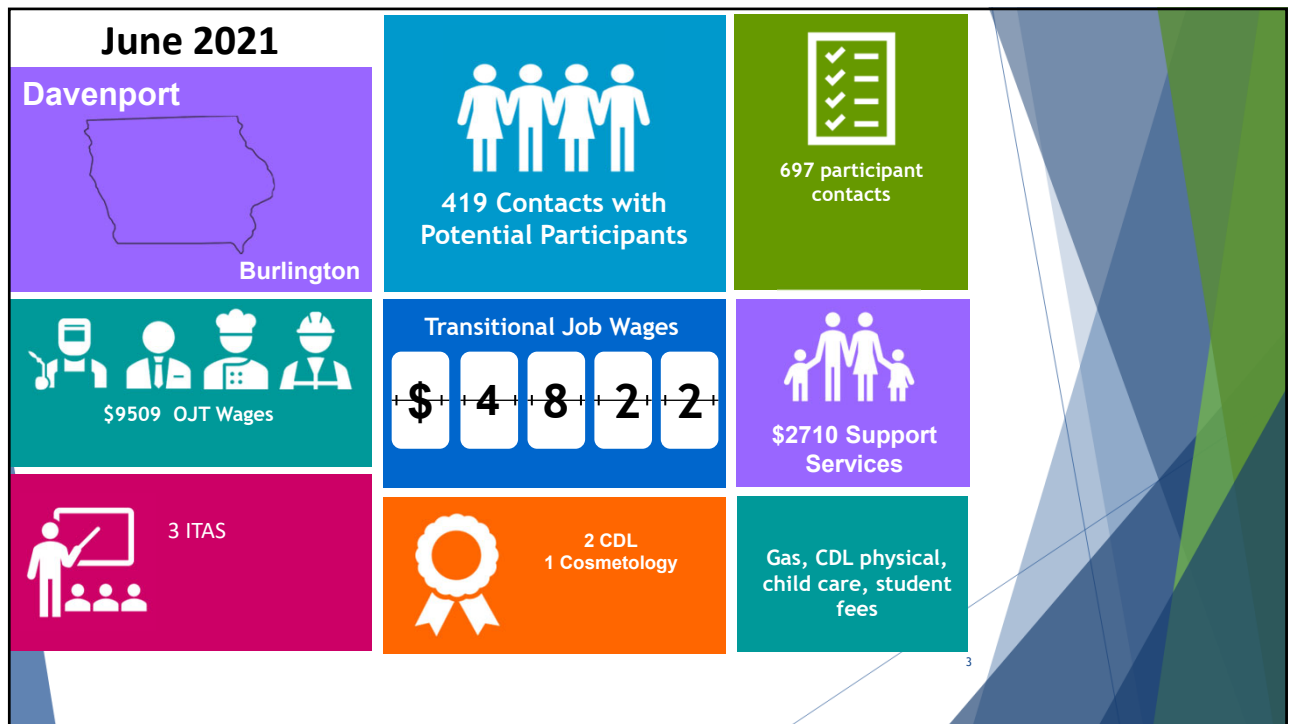 June 2021
Davenport
Burlington
419 Contacts with
Potential Participants
697 participant
contacts
$9509 OJT Wages
Transitional Job Wages
$ 4 8 2 2
$2710 Support
Services
3 ITAS
2 CDL
1 Cosmetology
Gas, CDL physical,
child care, student
fees
3